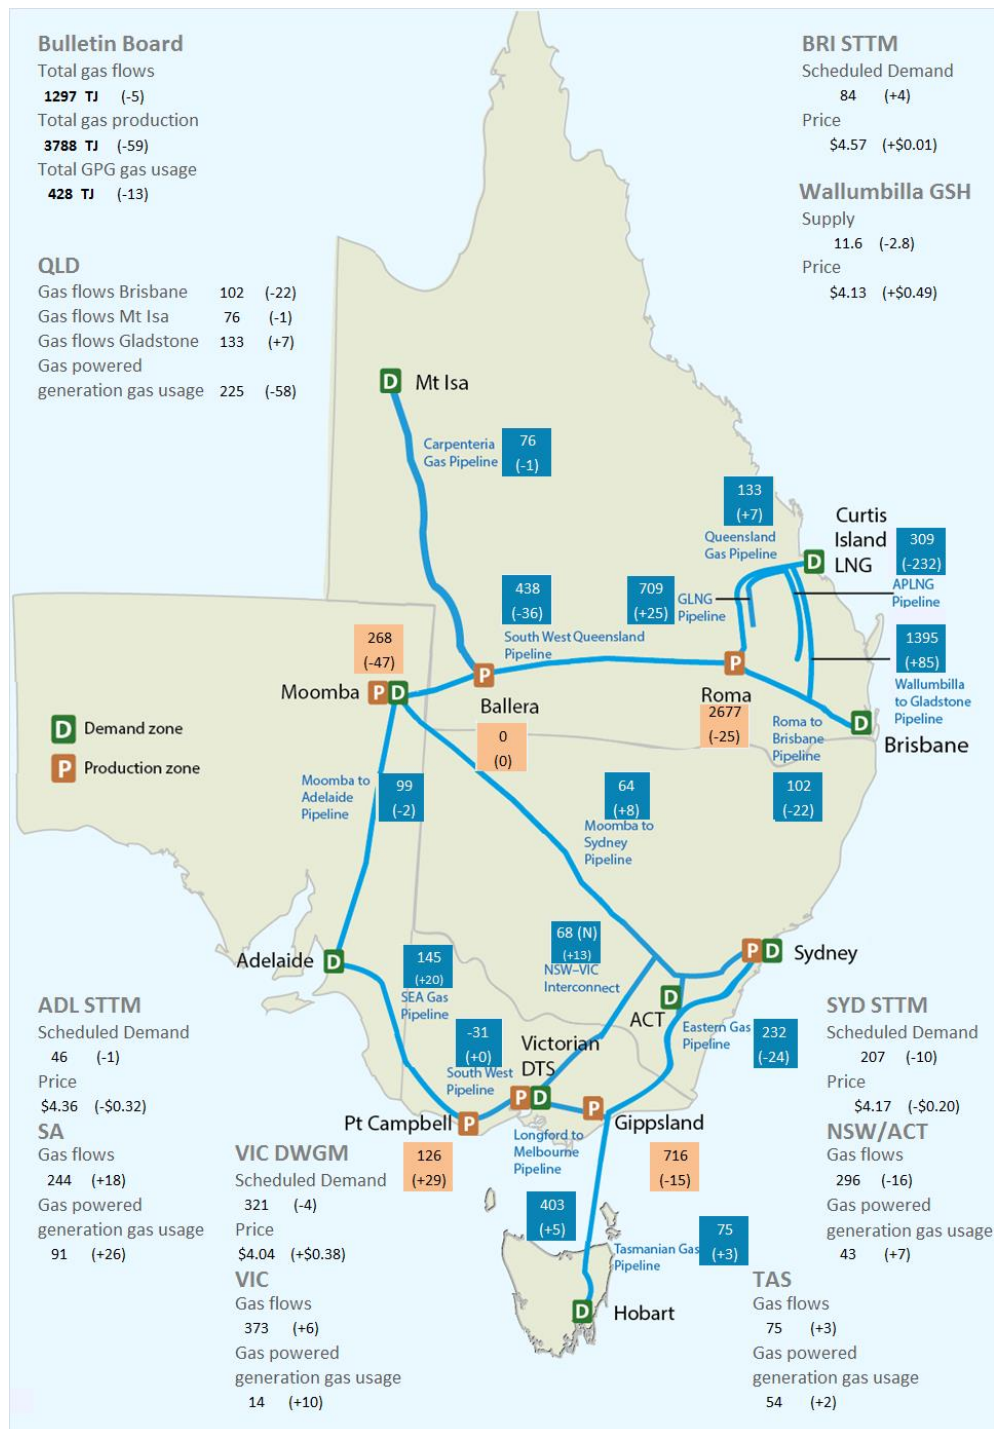 Bulletin Board
Total gas flows
1297 TJ (-5)
Total gas production
3788 TJ (-59)
Total GPG gas usage
428 TJ (-13)
BRI STTM
Scheduled Demand
84 (+4)
Price
$4.57 (+$0.01)
Wallumbilla GSH
Supply
11.6 (-2.8)
Price
$4.13 (+$0.49)
QLD
Gas flows Brisbane 102 (-22)
Gas flows Mt Isa 76 (-1)
Gas flows Gladstone 133 (+7)
Gas powered
generation gas usage 225 (-58)
D Mt Isa
Carpenteria
Gas Pipeline
76
(-1)
133
(+7)
Queensland
Gas Pipeline
Curtis
Island
D LNG
309
(-232)
APLNG
Pipeline
438
(-36)
South West Queensland
Pipeline
709
(+25)
GLNG
Pipeline
1395
(+85)
Wallumbilla
to Gladstone
Pipeline
268
(-47)
Moomba P D
P
Ballera
0
(0)
P
Roma
2677
(-25)
Roma to
Brisbane
Pipeline
D
Brisbane
102
(-22)
D Demand zone
P Production zone
Moomba to
Adelaide
Pipeline
99
(-2)
64
(+8)
Moomba to
Sydney
Pipeline
68 (N)
(+13)
NSW–VIC
Interconnect
P D Sydney
Adelaide D
145
(+20)
SEA Gas
Pipeline
D
ACT
Eastern Gas
Pipeline
232
(-24)
-31
(+0)
South West
Pipeline
Victorian
DTS
P D
P
Gippsland
Pt Campbell P
Longford to
Melbourne
Pipeline
126
(+29)
716
(-15)
403
(+5)
75
(+3)
Tasmanian Gas
Pipeline
D Hobart
ADL STTM
Scheduled Demand
46 (-1)
Price
$4.36 (-$0.32)
SA
Gas flows
244 (+18)
Gas powered
generation gas usage
91 (+26)
VIC DWGM
Scheduled Demand
321 (-4)
Price
$4.04 (+$0.38)
VIC
Gas flows
373 (+6)
Gas powered
generation gas usage
14 (+10)
SYD STTM
Scheduled Demand
207 (-10)
Price
$4.17 (-$0.20)
NSW/ACT
Gas flows
296 (-16)
Gas powered
generation gas usage
43 (+7)
TAS
Gas flows
75 (+3)
Gas powered
generation gas usage
54 (+2)